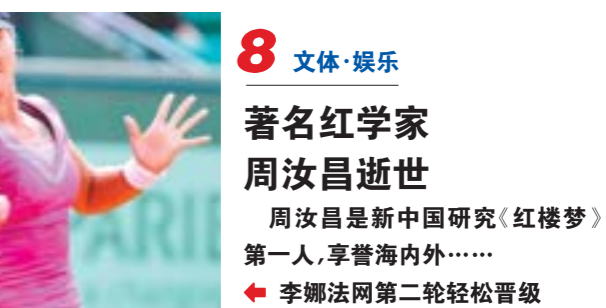 8 文体·娱乐
著名红学家
周汝昌逝世
周汝昌是新中国研究《红楼梦》
第一人,享誉海内外……
李娜法网第二轮轻松晋级